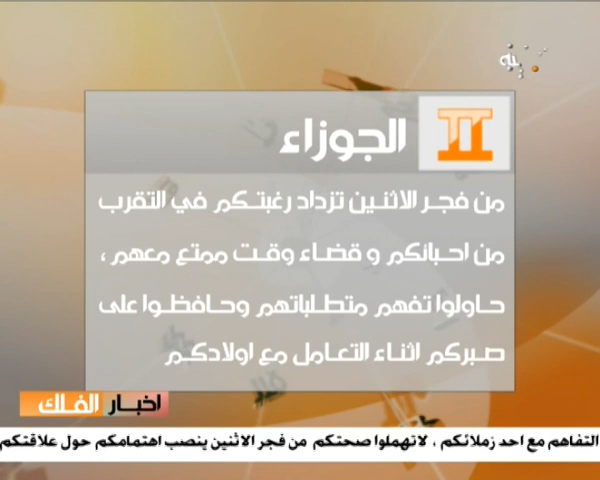 الجوزاء
من فجر الاثنين تزداد رغبتكم في التقرب
من احبائكم و قضاء وقت ممتع معهم ،
حاولوا تفهم متطلباتهم وحافظوا على
صبركم اثناء التعامل مع اولادكم
اخبار الفلك
التفاهم مع احد زملائكم ، لاتهملوا صحتكم من فجر الاثنين ينصب اهتمامكم حول علاقتكم